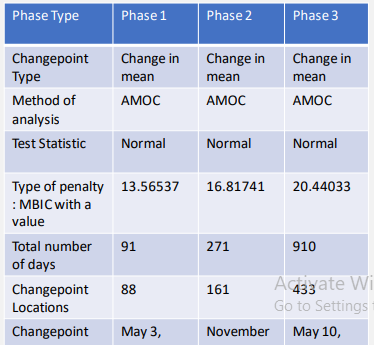 Phase Type Phase 1 Phase 2 Phase 3
Changepoint Change in Change in Change in
Type mean mean mean
Method of AMOC AMOC AMOC
analysis
Test Statistic Normal Normal Normal
Type of penalty 13.56537 16.81741 20.44033
: MBIC with a
value
Total number 91 271 910
of days
Changepoint 88 161 433
Locations
Activate Wi
Go to Settings t
Changepoint May 3, November May 10,